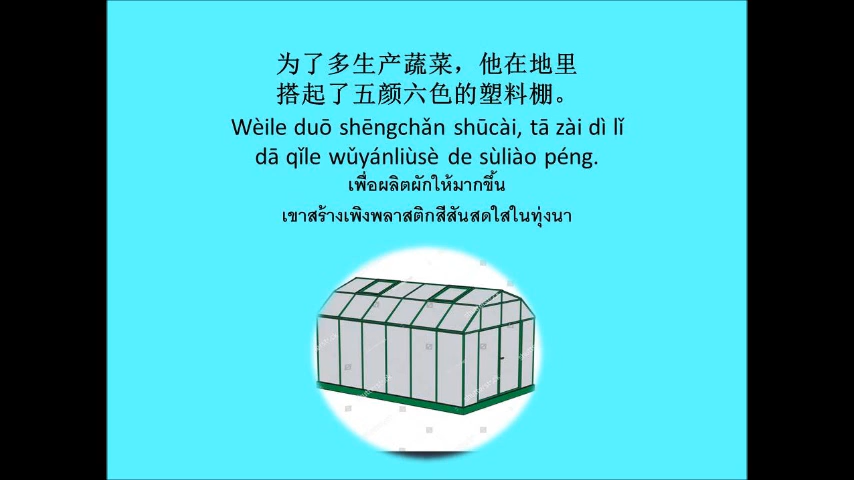 为了多生产蔬菜，他在地里
搭起了五颜六色的塑料棚。
Wèile duō shēngchǎn shūcài, tā zài dì lǐ
dā qǐle wǔyánliùsè de sùliào péng.
เพื่อผลิตผักให้มากขึ้น
เขาสร้างเพิงพลาสติกสีสันสดใสในทุ่งนา